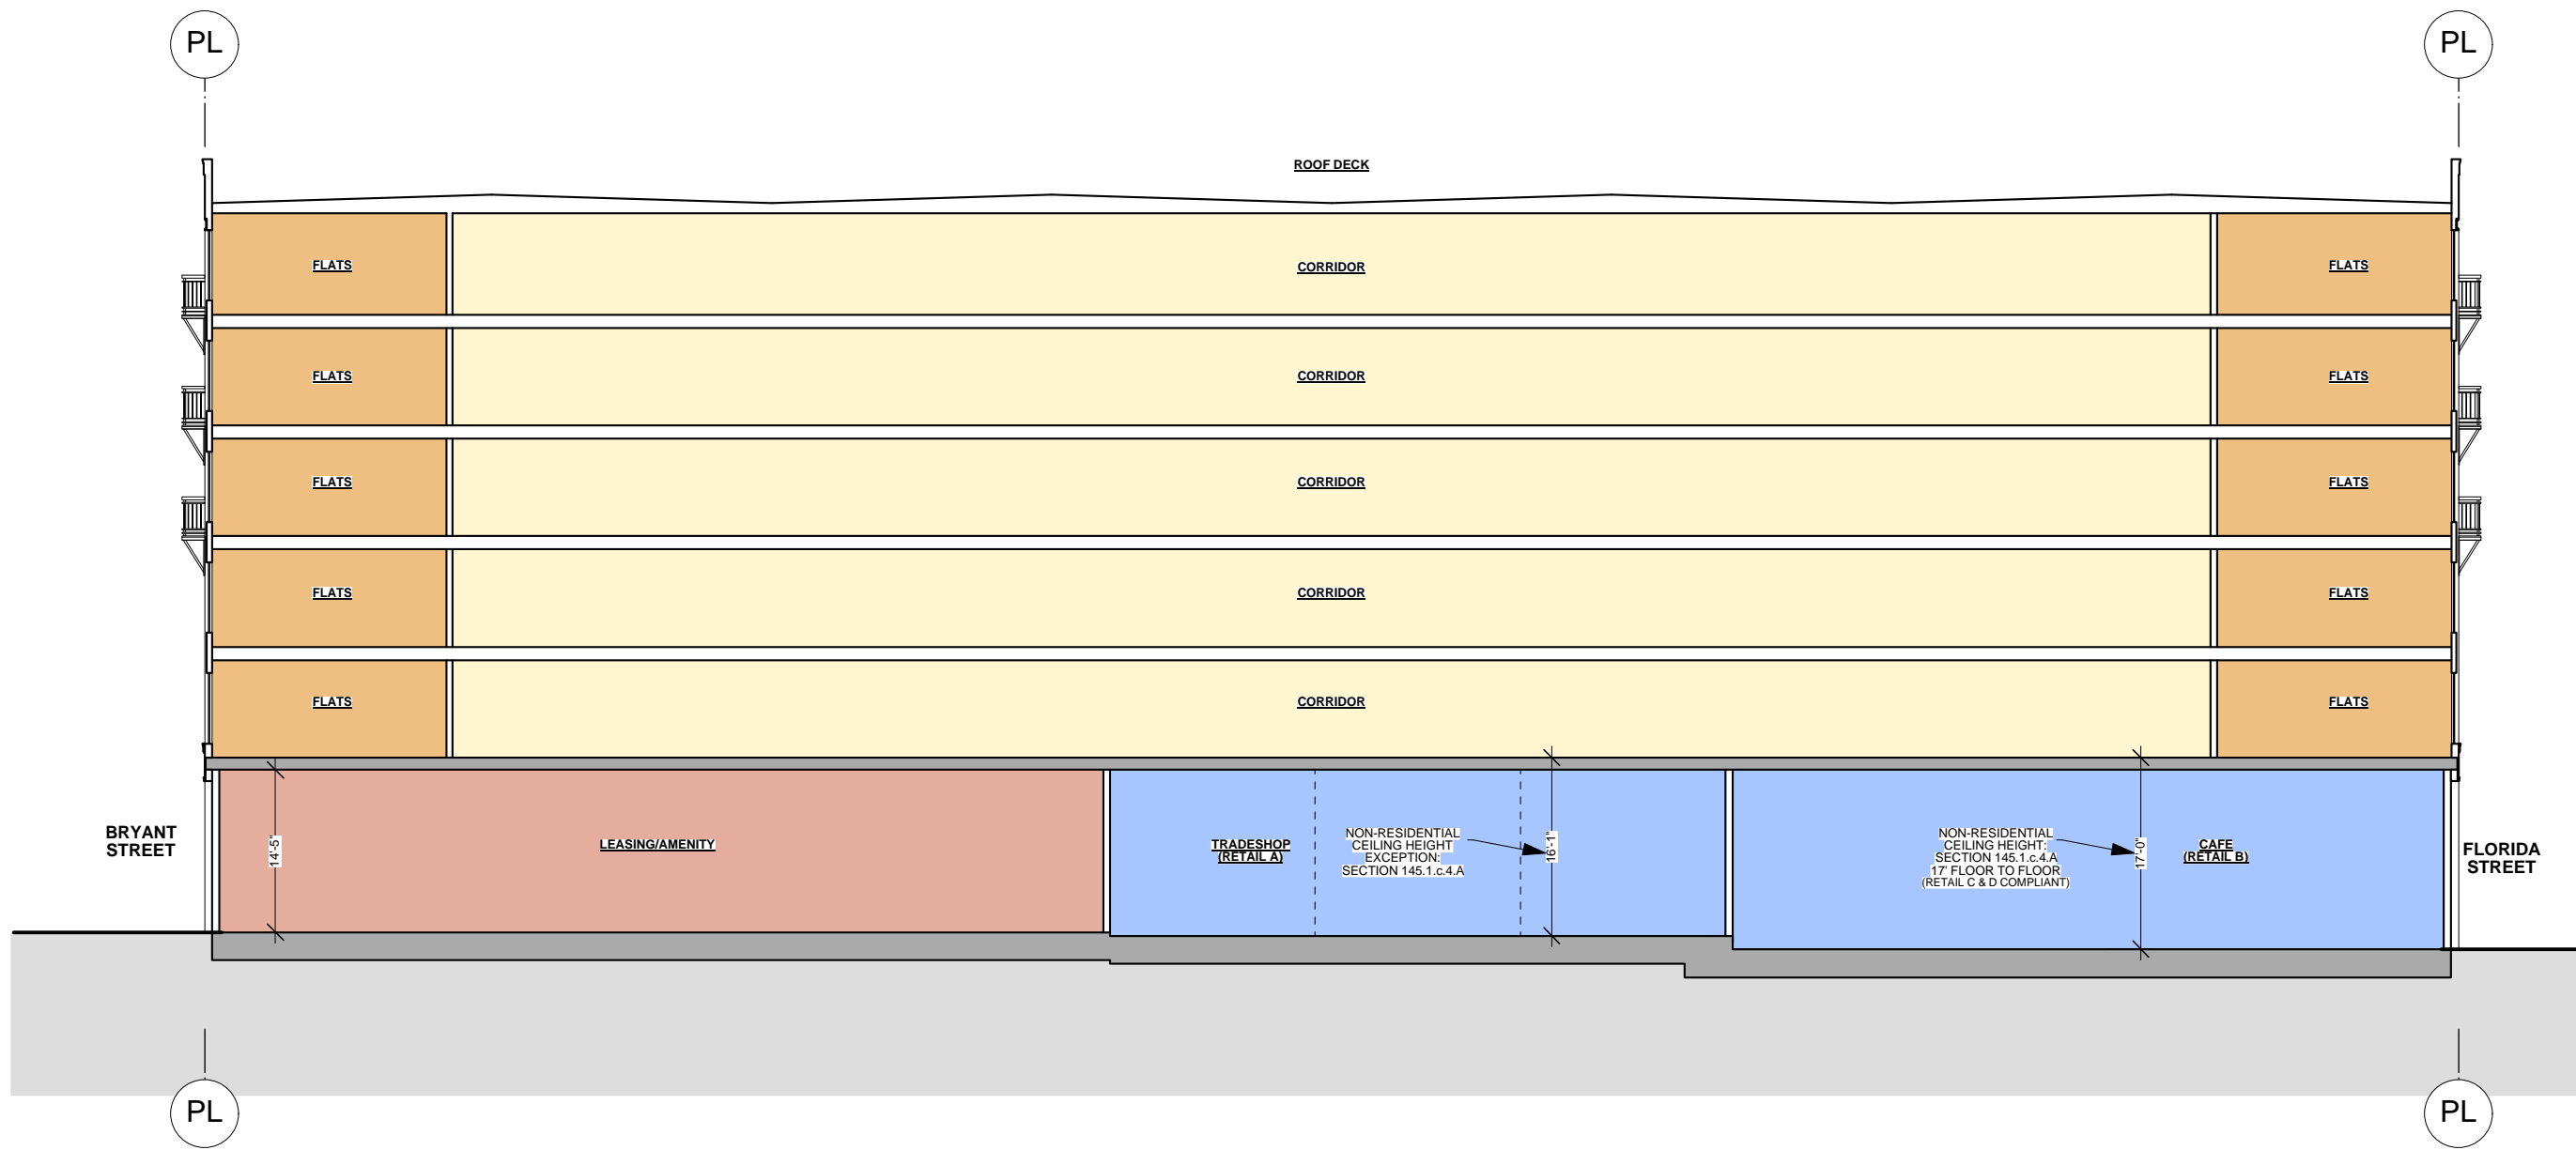 PL
PL
ROOF DECK
FLATS
CORRIDOR
FLATS
FLATS
CORRIDOR
FLATS
FLATS
CORRIDOR
FLATS
FLATS
CORRIDOR
FLATS
FLATS
CORRIDOR
FLATS
BRYANT
STREET
14'-5"
LEASING/AMENITY
TRADESHOP
(RETAIL A)
NON-RESIDENTIAL
CEILING HEIGHT
EXCEPTION:
SECTION 145.1.c.4.A
16'-1"
NON-RESIDENTIAL
CEILING HEIGHT:
SECTION 145.1.c.4.A
17' FLOOR TO FLOOR
(RETAIL C & D COMPLIANT)
17'-0"
CAFE
(RETAIL B)
FLORIDA
STREET
PL
PL